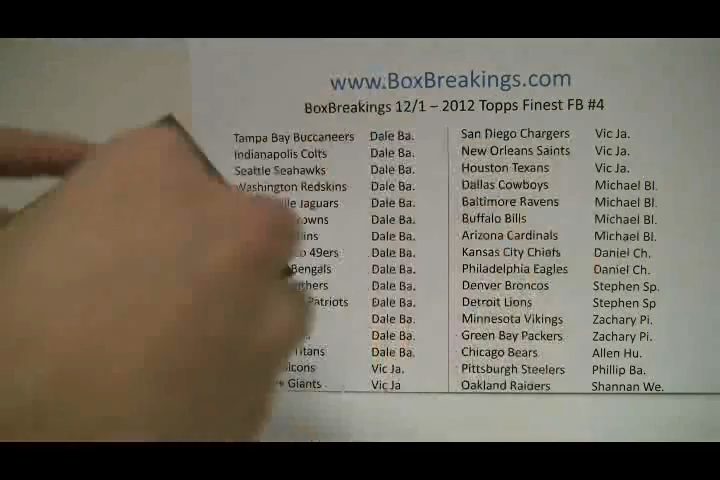 www.BoxBreakings.com
BoxBreakings 12/1 – 2012 Topps Finest FB #4
Tampa Bay Buccaneers Dale Ba.
Indianapolis Colts Dale Ba.
Seattle Seahawks Dale Ba.
Washington Redskins Dale Ba.
ille Jaguars Dale Ba.
owns Dale Ba.
ins Dale Ba.
o 49ers Dale Ba.
Bengals Dale Ba.
thers Dale Ba.
Patriots Dale Ba.
Dale Ba.
Dale Ba.
itans Dale Ba.
lcons Vic Ja.
Giants Vic Ja
San Diego Chargers Vic Ja.
New Orleans Saints Vic Ja.
Houston Texans Vic Ja.
Dallas Cowboys Michael Bl.
Baltimore Ravens Michael Bl.
Buffalo Bills Michael Bl.
Arizona Cardinals Michael Bl.
Kansas City Chiefs Daniel Ch.
Philadelphia Eagles Daniel Ch.
Denver Broncos Stephen Sp.
Detroit Lions Stephen Sp
Minnesota Vikings Zachary Pi.
Green Bay Packers Zachary Pi.
Chicago Bears Allen Hu.
Pittsburgh Steelers Phillip Ba.
Oakland Raiders Shannan We.